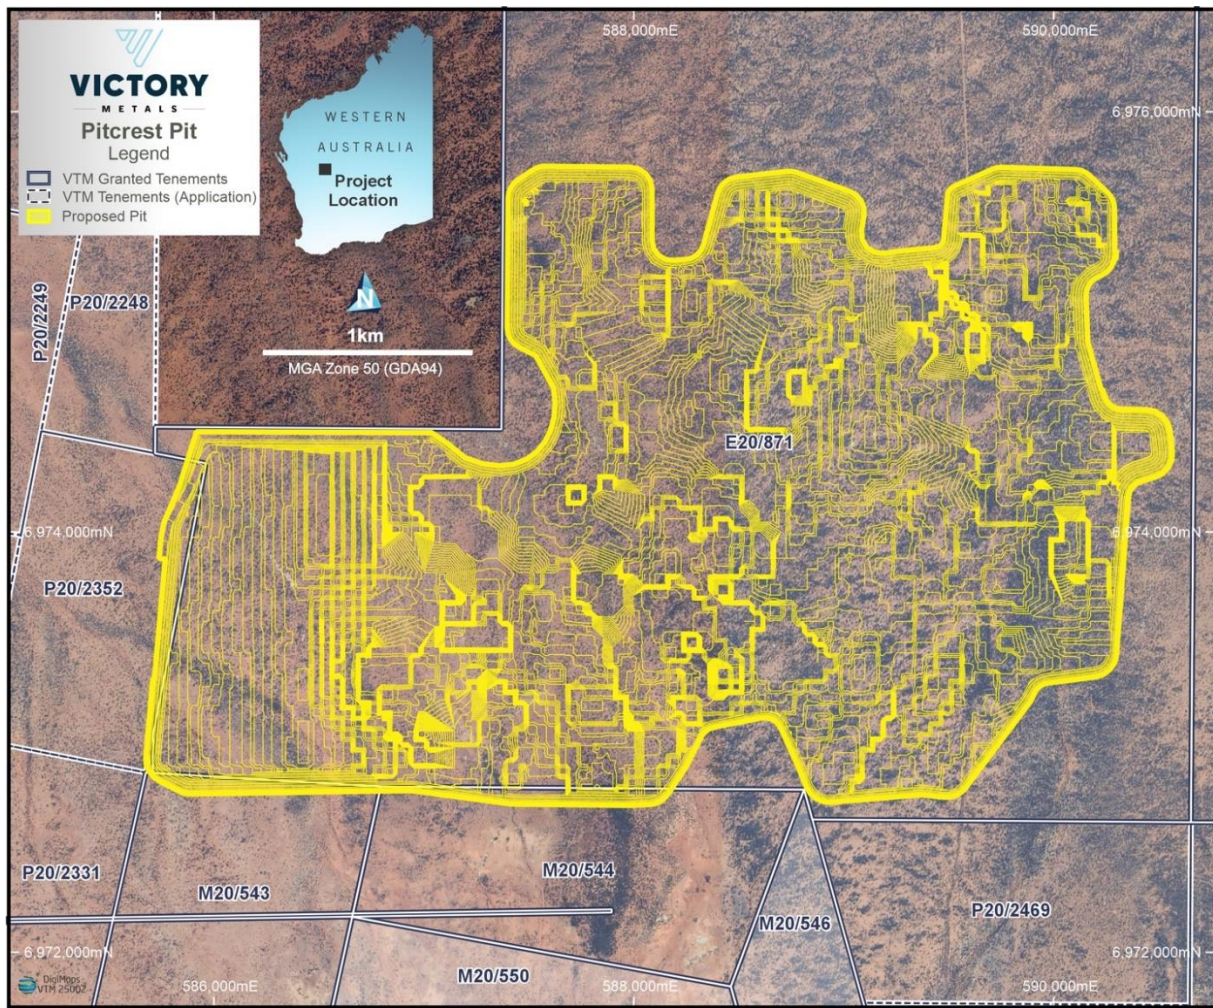 VICTORY
METALS
Pitcrest Pit
Legend
VTM Granted Tenements
VTM Tenements (Application)
Proposed Pit
WESTERN
AUSTRALIA
Project
Location
N
1km
MGA Zone 50 (GDA94)
588,000mE
590,000mE
6,976,000mN
P20/2249
P20/2248
E20/871
6,974,000mN
6,974,000mN
P20/2352
P20/2331
M20/543
M20/544
M20/546
P20/2469
6,972,000mN
6,972,000mN
M20/550
DigiMaps
VTM 25007
586,000mE
588,000mE
590,000mE